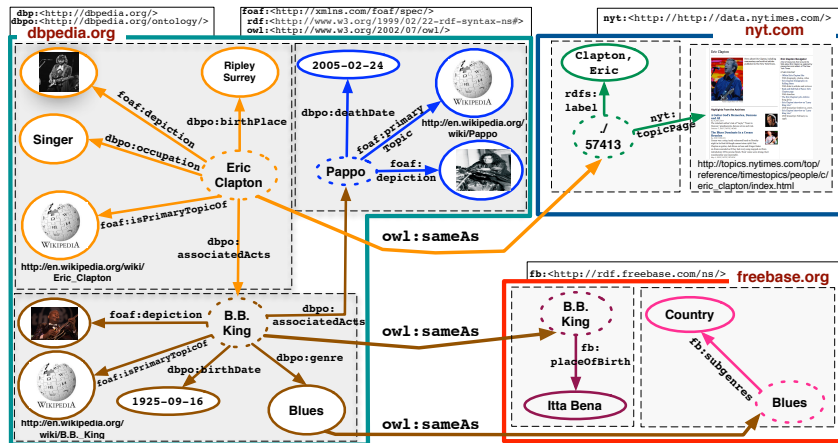 dbp:<http://dbpedia.org/>
dbpo:<http://dbpedia.org/ontology/>
foaf:<http://xmlns.com/foaf/spec/>
rdf:<http://www.w3.org/1999/02/22-rdf-syntax-ns#>
owl:<http://www.w3.org/2002/07/owl/>
nyt:<http://http://data.nytimes.com/>
dbpedia.org
nyt.com
Ripley
Surrey
foaf:depiction
dbpo:birthPlace
Singer
dbpo:occupation
Eric
Clapton
foaf:isPrimaryTopicOf
WIKIPEDIA
http://en.wikipedia.org/wiki/
Eric_Clapton
dbpo:
associatedActs
2005-02-24
dbpo:deathDate
foaf:primary
Topic
WIKIPEDIA
http://en.wikipedia.org/
wiki/Pappo
Pappo
foaf:
depiction
Clapton,
Eric
rdfs:
label
nyt:
topicPage
./
57413
http://topics.nytimes.com/top/
reference/timestopics/people/c/
eric_clapton/index.html
owl:sameAs
fb:<http://rdf.freebase.com/ns/>
freebase.org
foaf:depiction
B.B.
King
dbpo:
associatedActs
foaf:isPrimaryTopicOf
WIKIPEDIA
http://en.wikipedia.org/
wiki/B.B._King
dbpo:birthDate
1925-09-16
dbpo:genre
Blues
owl:sameAs
owl:sameAs
B.B.
King
fb:
placeOfBirth
Itta Bena
Country
fb:subgenres
Blues